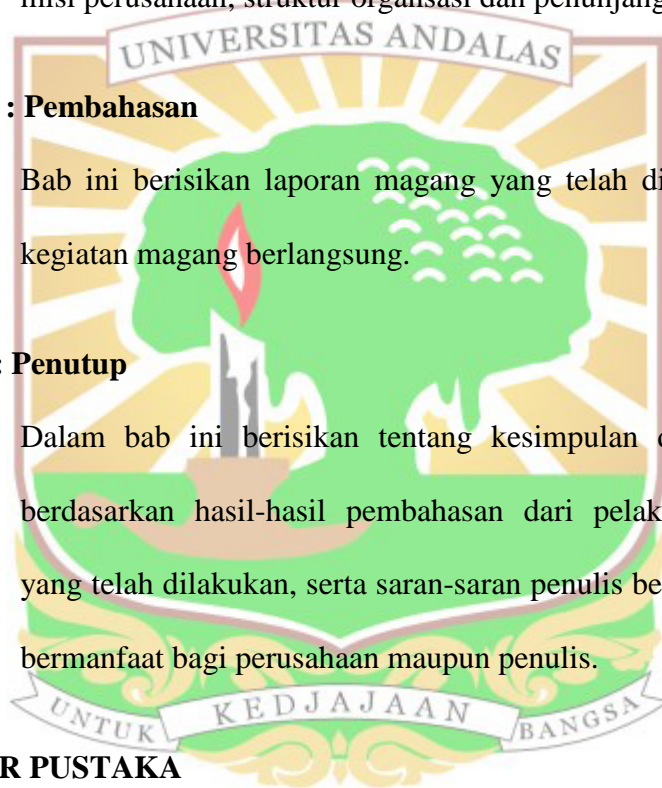 misi perusahaan, struktur organsasi dan penunjang
UNIVERSITAS ANDALAS
: Pembahasan
Bab ini berisikan laporan magang yang telah di
kegiatan magang berlangsung.
: Penutup
Dalam bab ini berisikan tentang kesimpulan
berdasarkan hasil-hasil pembahasan dari pelak
yang telah dilakukan, serta saran-saran penulis be
bermanfaat bagi perusahaan maupun penulis.
UNTUK KEDJAJAAN BANGSA
R PUSTAKA